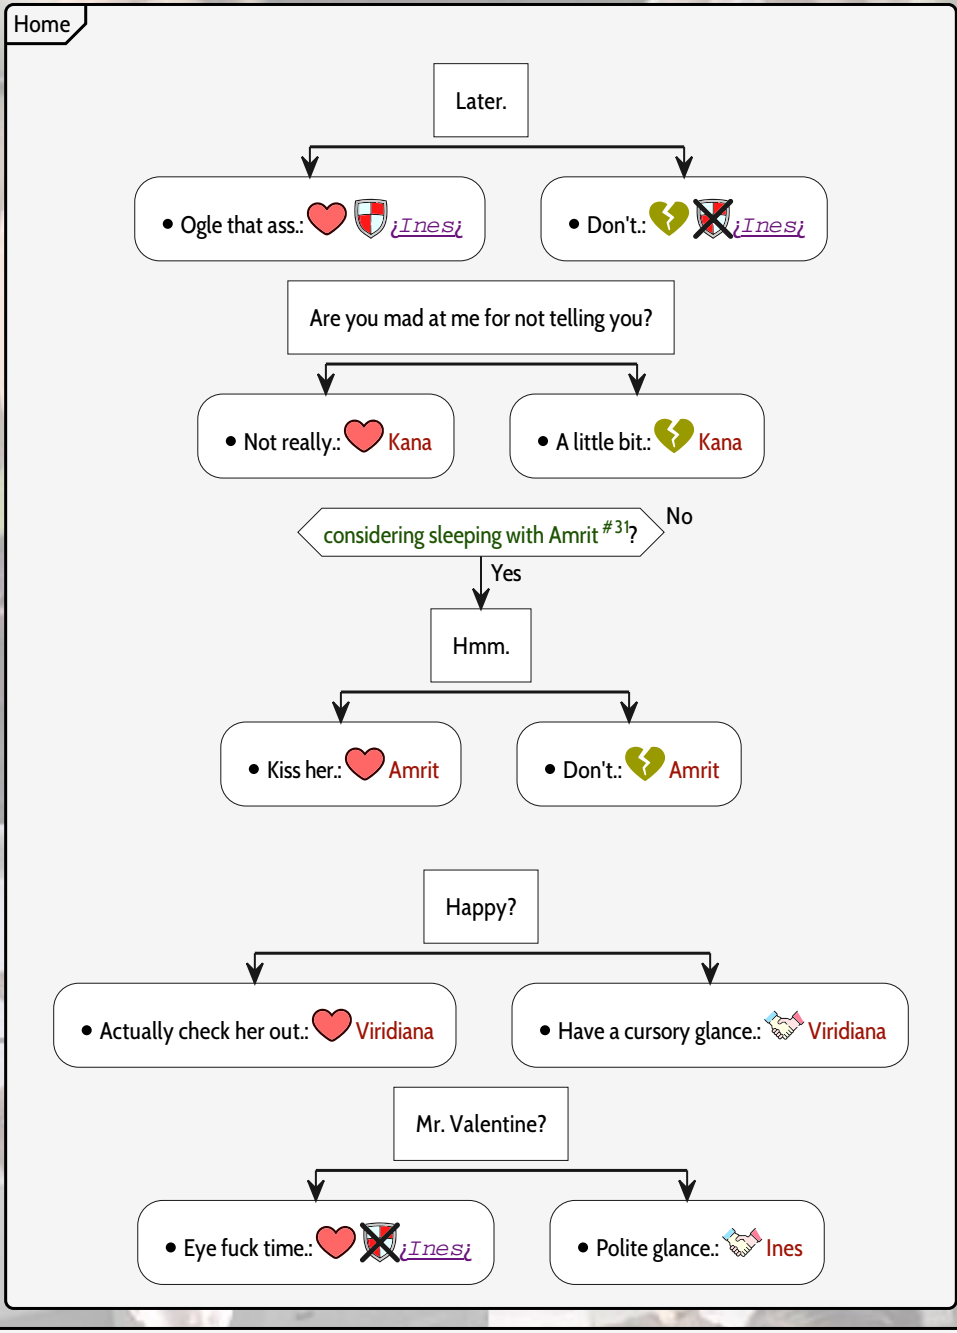 Home
Later.
• Ogle that ass.: ¡Ines¡
• Don't.: ¡Ines¡
Are you mad at me for not telling you?
• Not really.: Kana
• A little bit.: Kana
considering sleeping with Amrit #31?
No
Yes
Hmm.
• Kiss her.: Amrit
• Don't.: Amrit
Happy?
• Actually check her out.: Viridiana
• Have a cursory glance.: Viridiana
Mr. Valentine?
• Eye fuck time.: ¡Ines¡
• Polite glance.: Ines